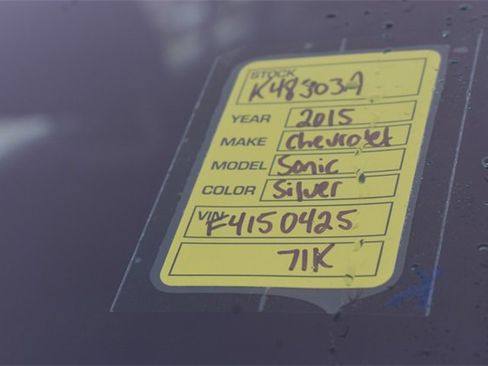 STOCK K48303A
YEAR 2015
MAKE Chevrolet
MODEL Sonic
COLOR Silver
VIN F4150425
71K